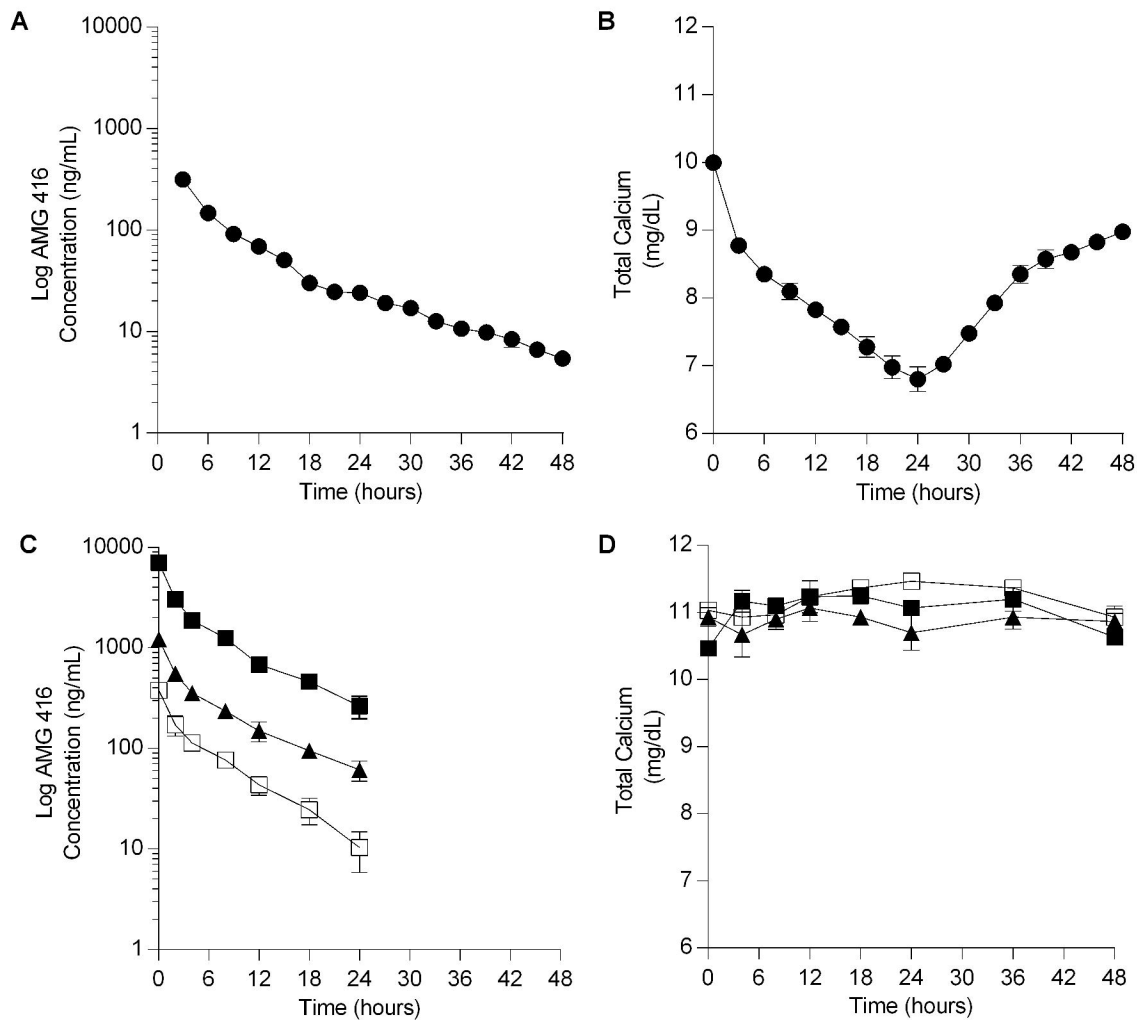 A
10000
1000
100
10
1
Log AMG 416
Concentration (ng/mL)
0 6 12 18 24 30 36 42 48
Time (hours)
B
12
11
10
9
8
7
6
Total Calcium
(mg/dL)
0 6 12 18 24 30 36 42 48
Time (hours)
C
10000
1000
100
10
1
Log AMG 416
Concentration (ng/mL)
0 6 12 18 24 30 36 42 48
Time (hours)
D
12
11
10
9
8
7
6
Total Calcium
(mg/dL)
0 6 12 18 24 30 36 42 48
Time (hours)